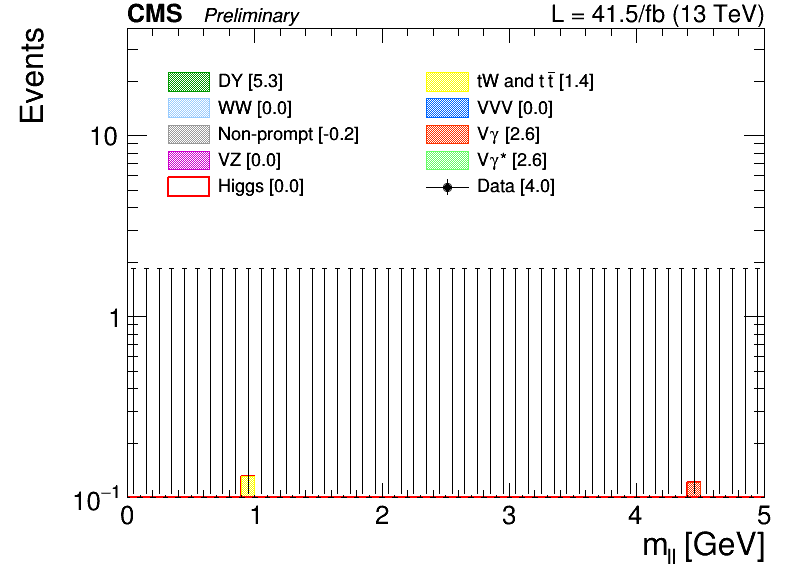 CMS Preliminary L = 41.5/fb (13 TeV)
Events
DY [5.3] tW and tt̅ [1.4]
WW [0.0] VVV [0.0]
Non-prompt [-0.2] Vγ [2.6]
VZ [0.0] Vγ* [2.6]
Higgs [0.0] Data [4.0]
10
1
10⁻¹
0 1 2 3 4 5
m_ll [GeV]